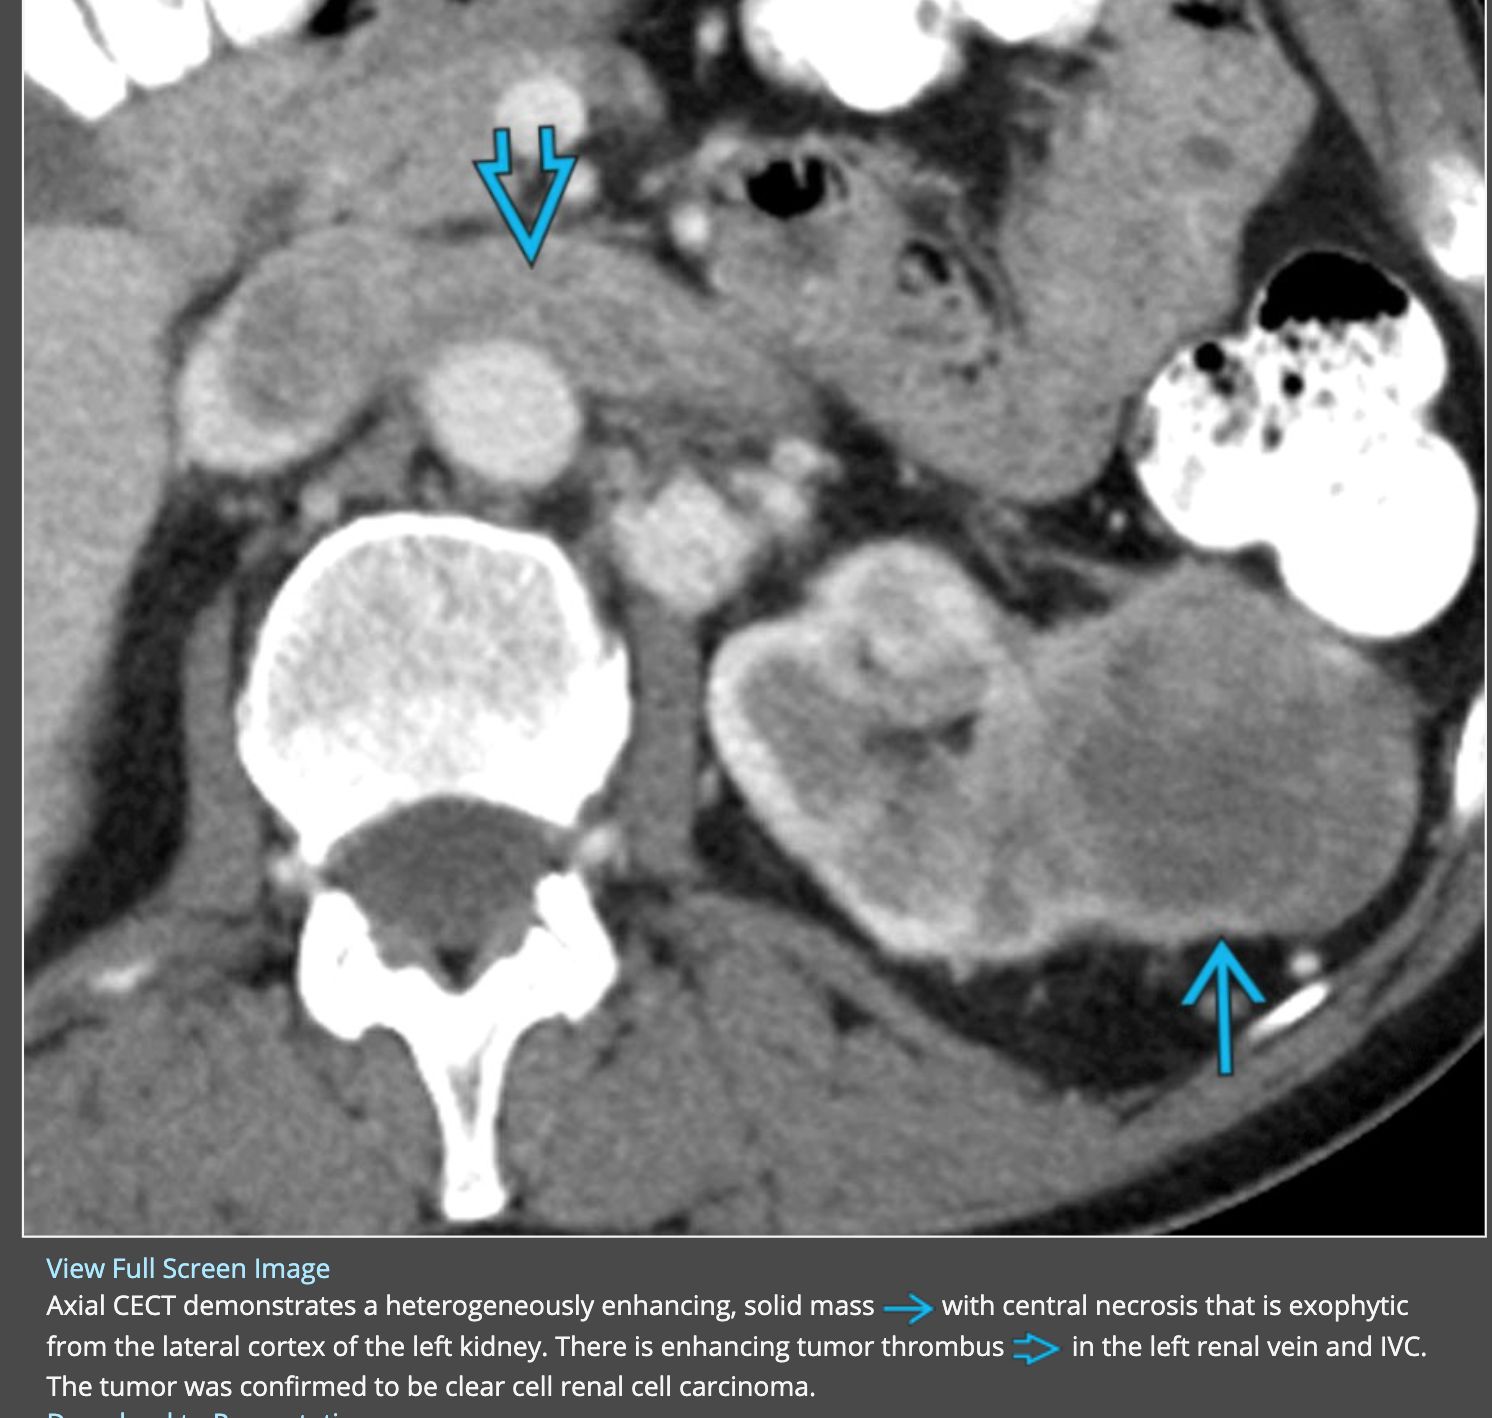 View Full Screen Image
Axial CECT demonstrates a heterogeneously enhancing, solid mass with central necrosis that is exophytic
from the lateral cortex of the left kidney. There is enhancing tumor thrombus in the left renal vein and IVC.
The tumor was confirmed to be clear cell renal cell carcinoma.